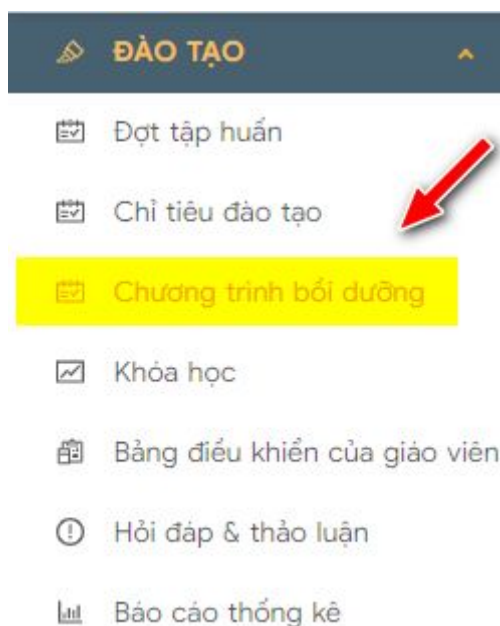 ĐÀO TẠO
Đợt tập huấn
Chỉ tiêu đào tạo
Chương trình bồi dưỡng
Khóa học
Bảng điều khiển của giáo viên
Hỏi đáp & thảo luận
Báo cáo thống kê